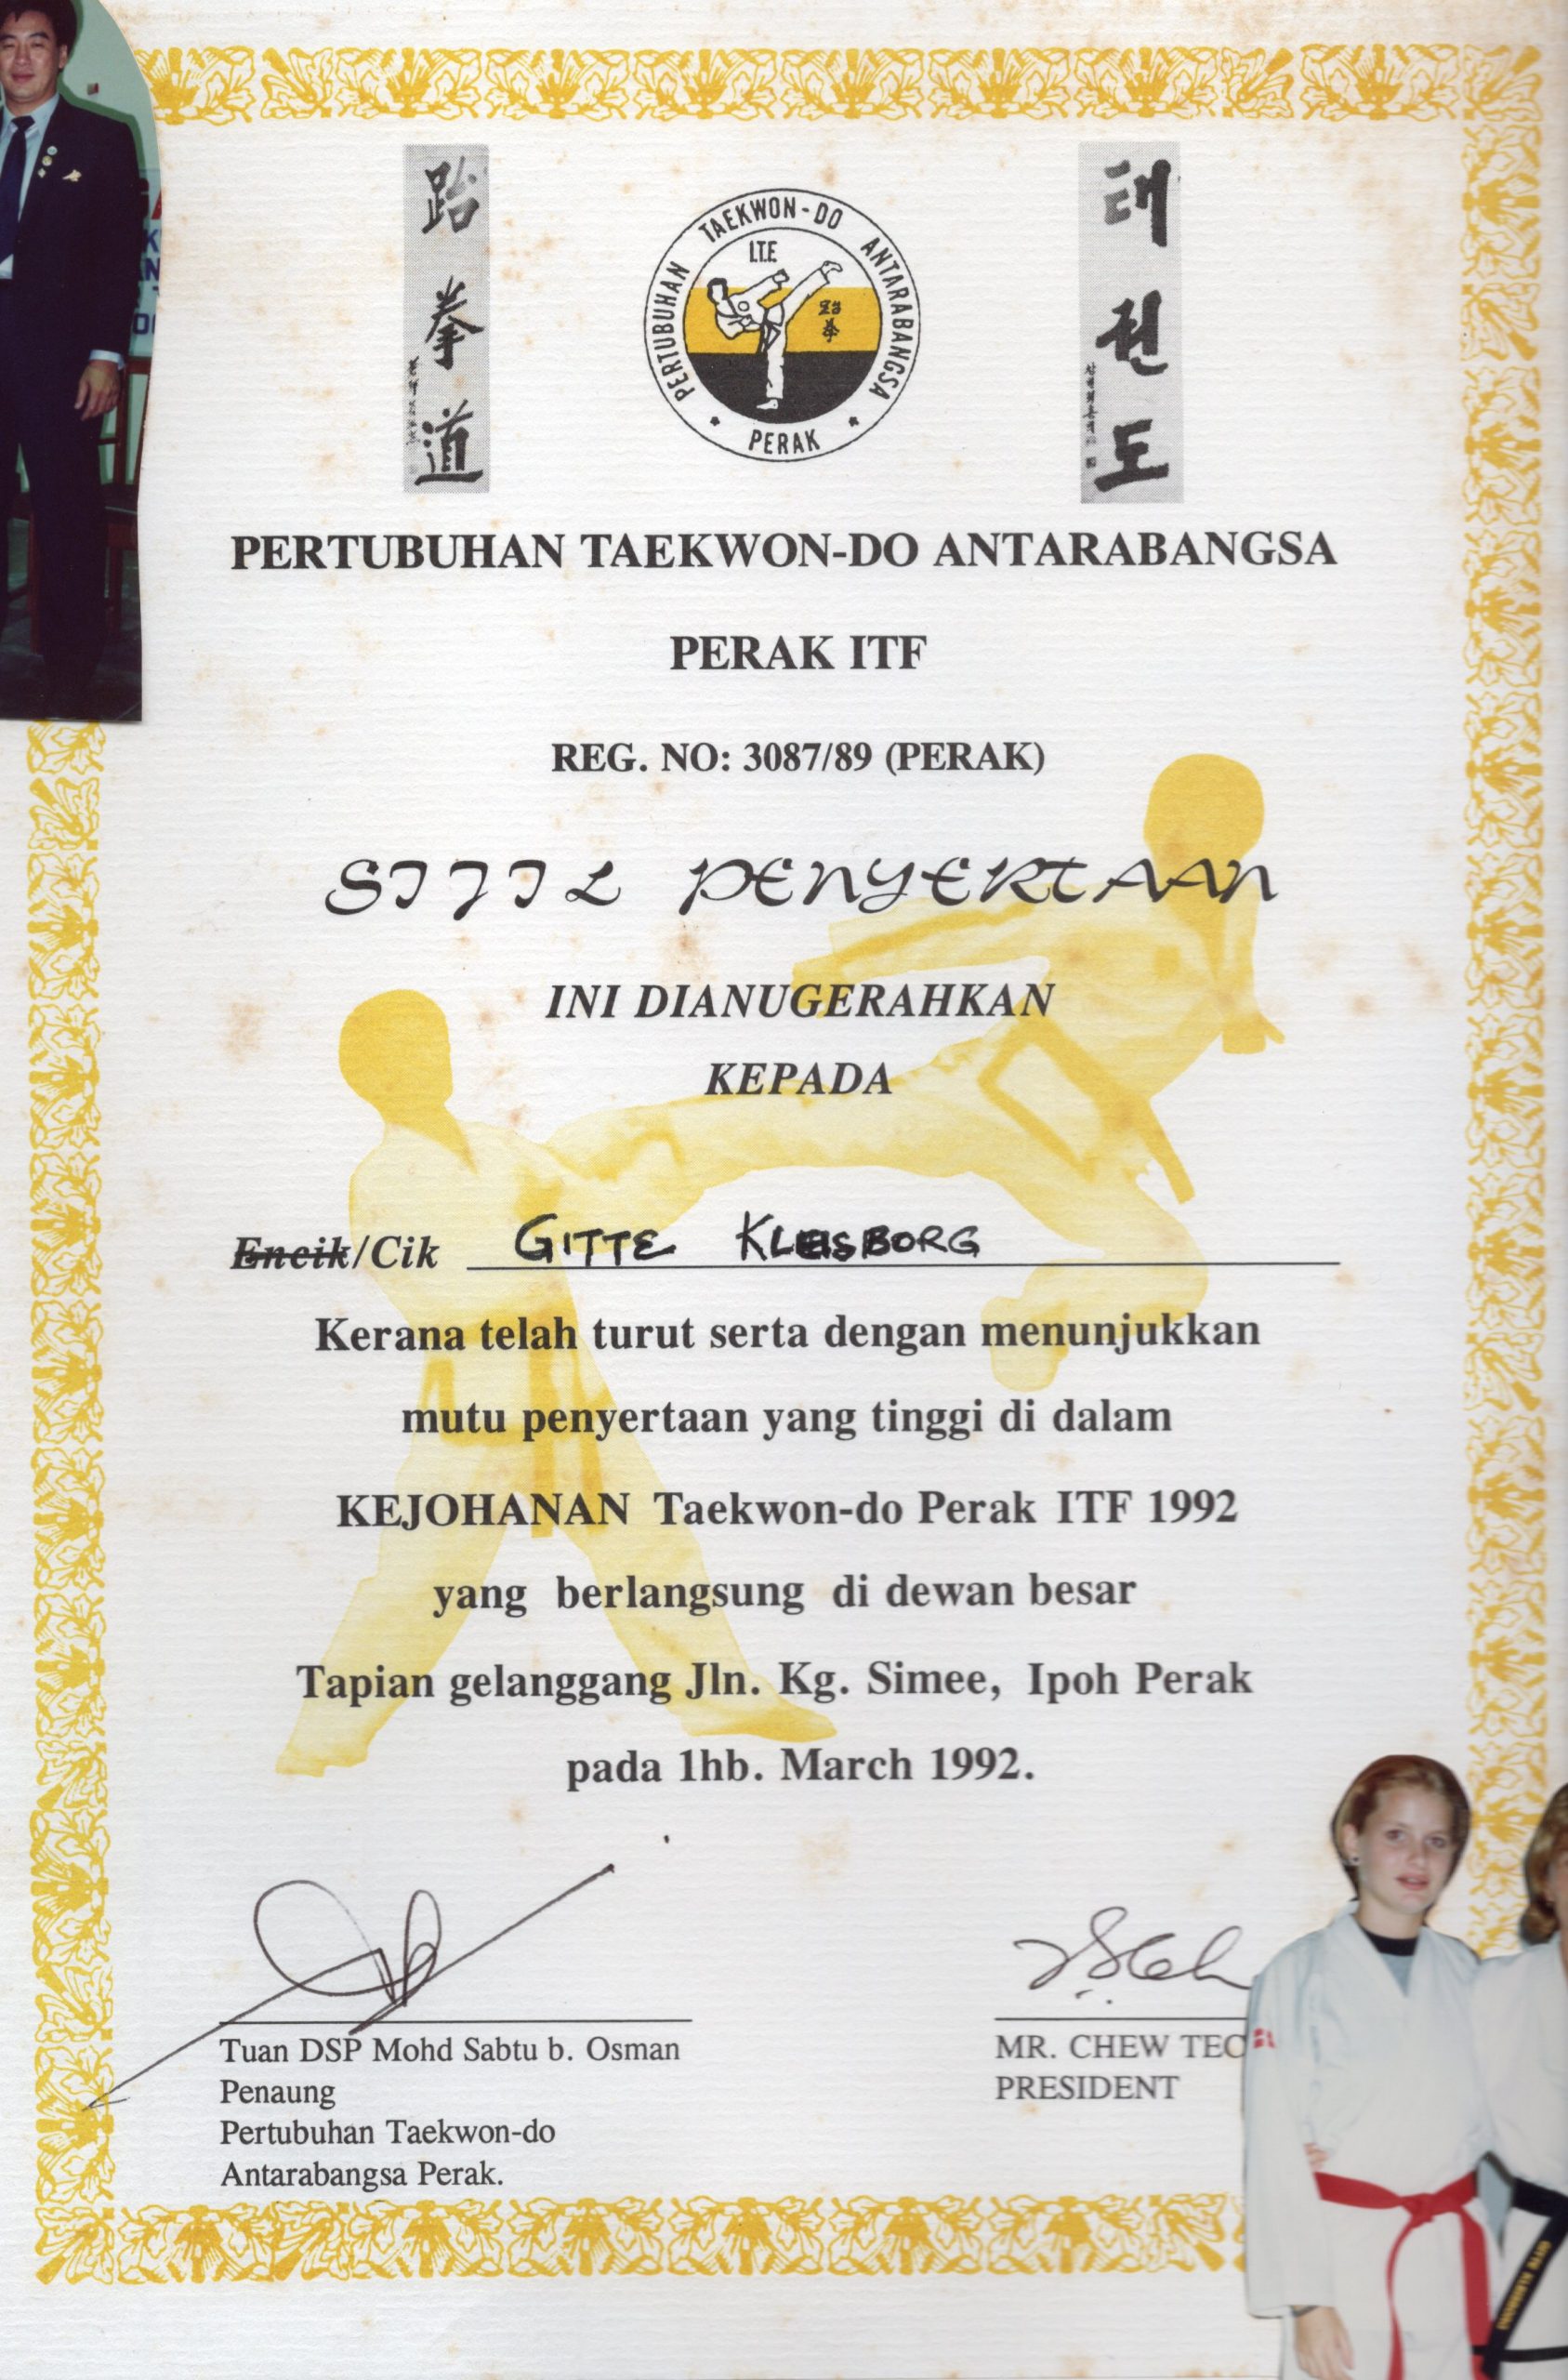 跆拳道
PERTUBUHAN TAEKWON-DO ANTARABANGSA
I.T.F.
PERAK
태권도
PERTUBUHAN TAEKWON-DO ANTARABANGSA
PERAK ITF
REG. NO: 3087/89 (PERAK)
SIJIL PENYERTAAN
INI DIANUGERAHKAN
KEPADA
Encik/Cik GITTE KLEISBORG
Kerana telah turut serta dengan menunjukkan
mutu penyertaan yang tinggi di dalam
KEJOHANAN Taekwon-do Perak ITF 1992
yang berlangsung di dewan besar
Tapian gelanggang Jln. Kg. Simee, Ipoh Perak
pada 1hb. March 1992.
Tuan DSP Mohd Sabtu b. Osman
Penaung
Pertubuhan Taekwon-do
Antarabangsa Perak.
MR. CHEW TEC
PRESIDENT